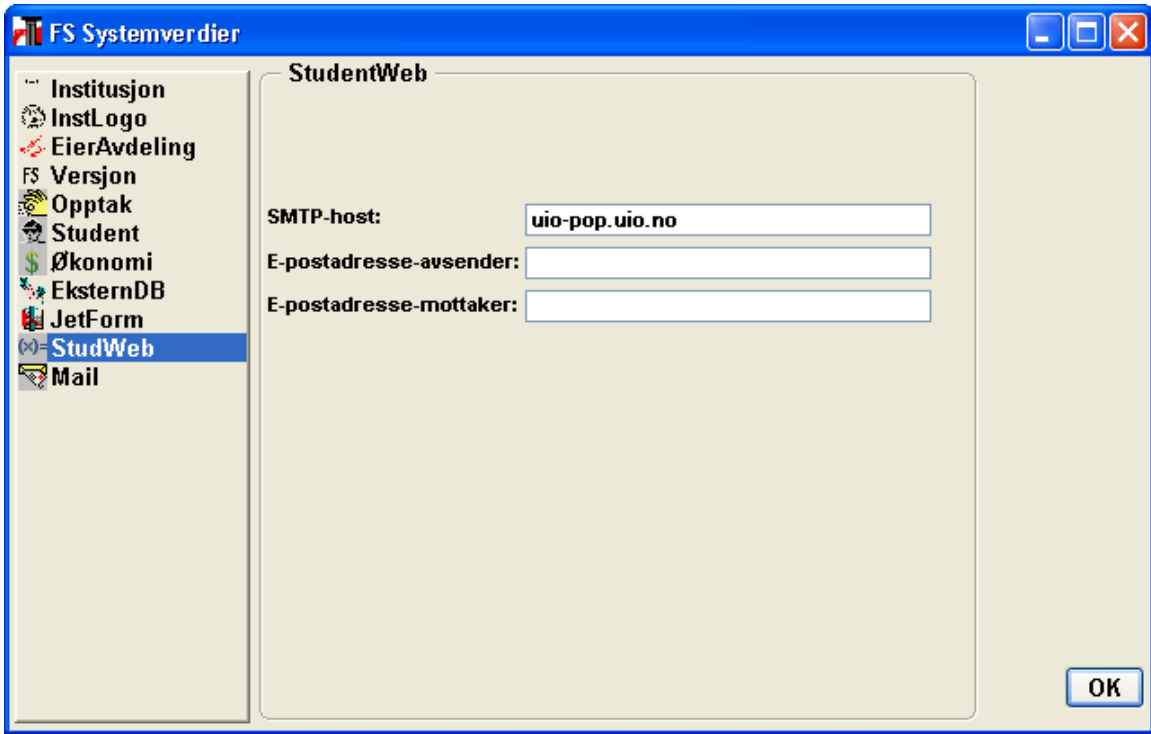 FS Systemverdier
Institusjon
InstLogo
EierAvdeling
FS Versjon
Opptak
Student
$ Økonomi
EksternDB
JetForm
(x)= StudWeb
Mail
StudentWeb
SMTP-host: uio-pop.uio.no
E-postadresse-avsender:
E-postadresse-mottaker:
OK